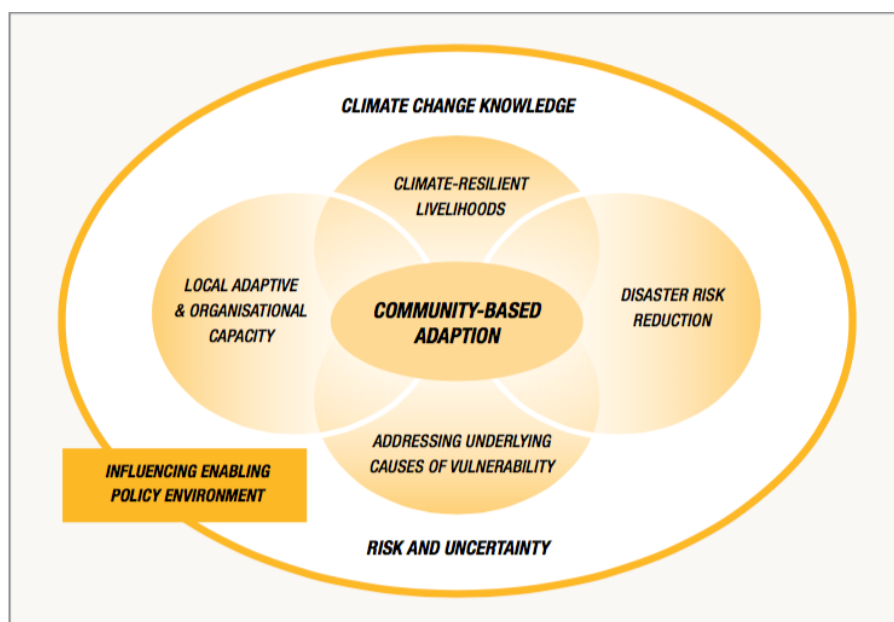 CLIMATE CHANGE KNOWLEDGE
CLIMATE-RESILIENT
LIVELIHOODS
LOCAL ADAPTIVE
& ORGANISATIONAL
CAPACITY
COMMUNITY-BASED
ADAPTION
DISASTER RISK
REDUCTION
ADDRESSING UNDERLYING
CAUSES OF VULNERABILITY
INFLUENCING ENABLING
POLICY ENVIRONMENT
RISK AND UNCERTAINTY